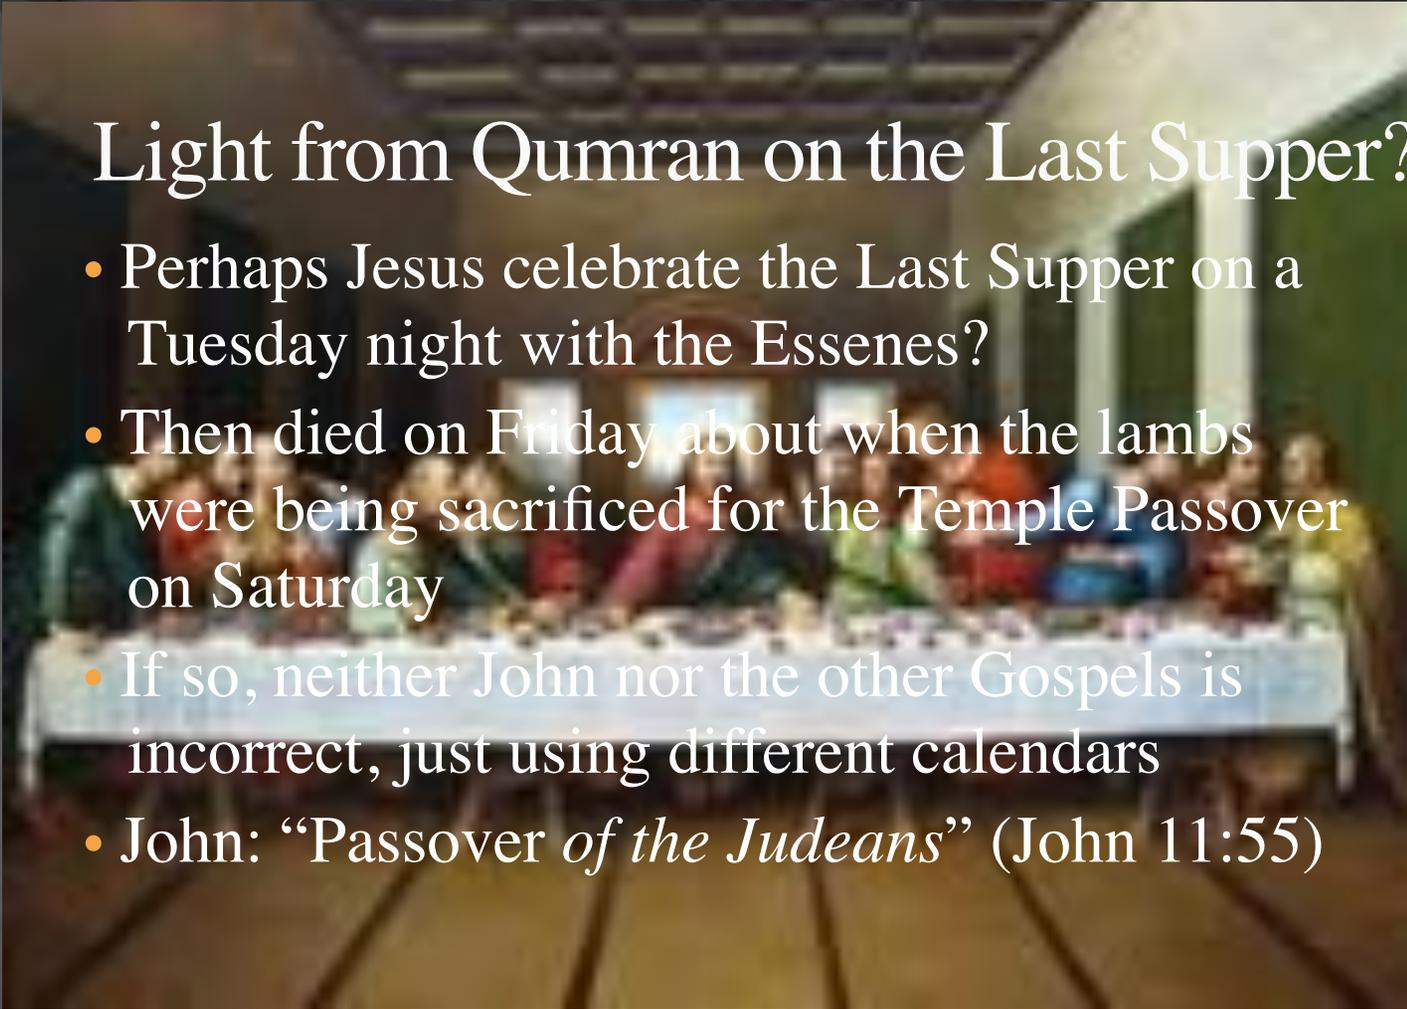 Light from Qumran on the Last Supper?
• Perhaps Jesus celebrate the Last Supper on a
Tuesday night with the Essenes?
• Then died on Friday about when the lambs
were being sacrificed for the Temple Passover
on Saturday
• If so, neither John nor the other Gospels is
incorrect, just using different calendars
• John: “Passover of the Judeans” (John 11:55)